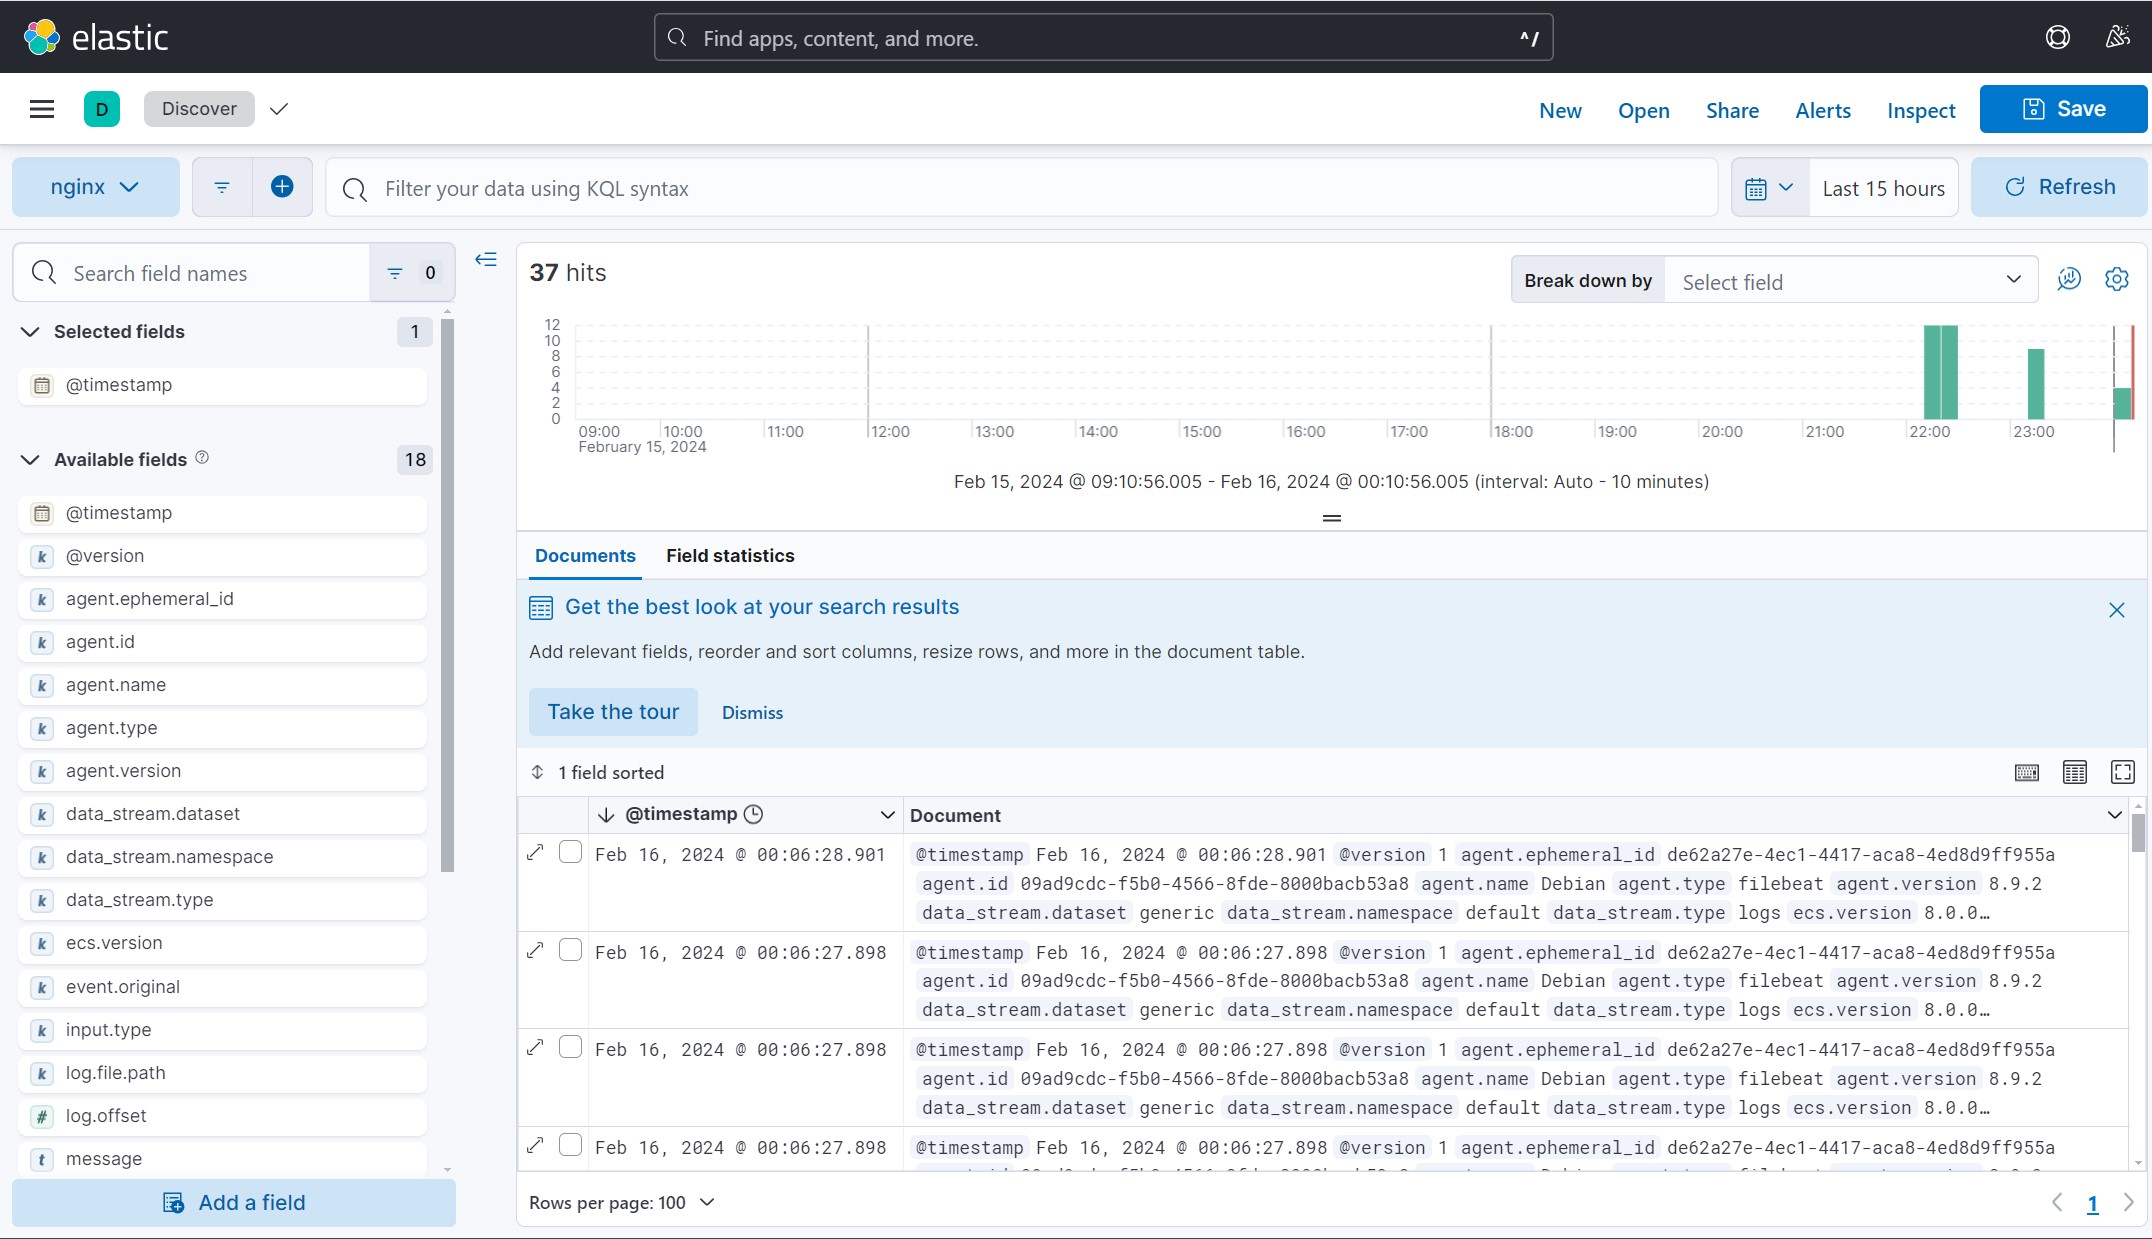 elastic
Find apps, content, and more.
^/
D
Discover
New
Open
Share
Alerts
Inspect
Save
nginx
Filter your data using KQL syntax
Last 15 hours
Refresh
Search field names
0
Selected fields
1
@timestamp
Available fields
18
@timestamp
k @version
k agent.ephemeral_id
k agent.id
k agent.name
k agent.type
k agent.version
k data_stream.dataset
k data_stream.namespace
k data_stream.type
k ecs.version
k event.original
k input.type
k log.file.path
# log.offset
t message
Add a field
37 hits
Break down by
Select field
12
10
8
6
4
2
0
09:00 10:00 11:00 12:00 13:00 14:00 15:00 16:00 17:00 18:00 19:00 20:00 21:00 22:00 23:00
February 15, 2024
Feb 15, 2024 @ 09:10:56.005 - Feb 16, 2024 @ 00:10:56.005 (interval: Auto - 10 minutes)
Documents
Field statistics
Get the best look at your search results
Add relevant fields, reorder and sort columns, resize rows, and more in the document table.
Take the tour
Dismiss
1 field sorted
@timestamp
Document
Feb 16, 2024 @ 00:06:28.901
@timestamp Feb 16, 2024 @ 00:06:28.901 @version 1 agent.ephemeral_id de62a27e-4ec1-4417-aca8-4ed8d9ff955a
agent.id 09ad9cdc-f5b0-4566-8fde-8000bacb53a8 agent.name Debian agent.type filebeat agent.version 8.9.2
data_stream.dataset generic data_stream.namespace default data_stream.type logs ecs.version 8.0.0…
Feb 16, 2024 @ 00:06:27.898
@timestamp Feb 16, 2024 @ 00:06:27.898 @version 1 agent.ephemeral_id de62a27e-4ec1-4417-aca8-4ed8d9ff955a
agent.id 09ad9cdc-f5b0-4566-8fde-8000bacb53a8 agent.name Debian agent.type filebeat agent.version 8.9.2
data_stream.dataset generic data_stream.namespace default data_stream.type logs ecs.version 8.0.0…
Feb 16, 2024 @ 00:06:27.898
@timestamp Feb 16, 2024 @ 00:06:27.898 @version 1 agent.ephemeral_id de62a27e-4ec1-4417-aca8-4ed8d9ff955a
agent.id 09ad9cdc-f5b0-4566-8fde-8000bacb53a8 agent.name Debian agent.type filebeat agent.version 8.9.2
data_stream.dataset generic data_stream.namespace default data_stream.type logs ecs.version 8.0.0…
Feb 16, 2024 @ 00:06:27.898
@timestamp Feb 16, 2024 @ 00:06:27.898 @version 1 agent.ephemeral_id de62a27e-4ec1-4417-aca8-4ed8d9ff955a
Rows per page: 100
1